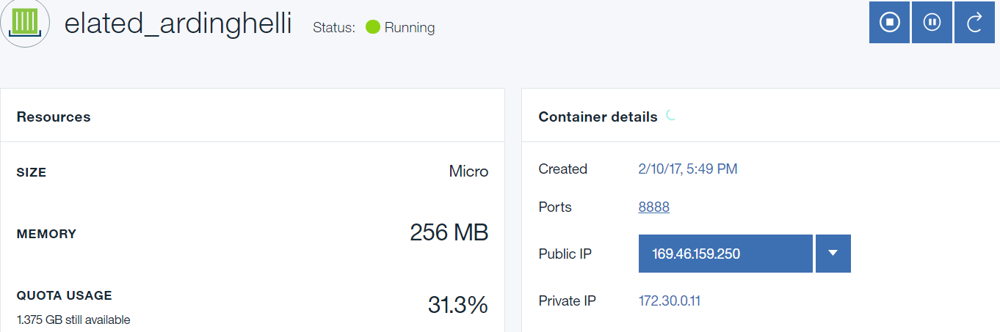 elated_ardinghelli Status: Running
Resources
SIZE Micro
MEMORY 256 MB
QUOTA USAGE 31.3%
1.375 GB still available
Container details
Created 2/10/17, 5:49 PM
Ports 8888
Public IP 169.46.159.250
Private IP 172.30.0.11